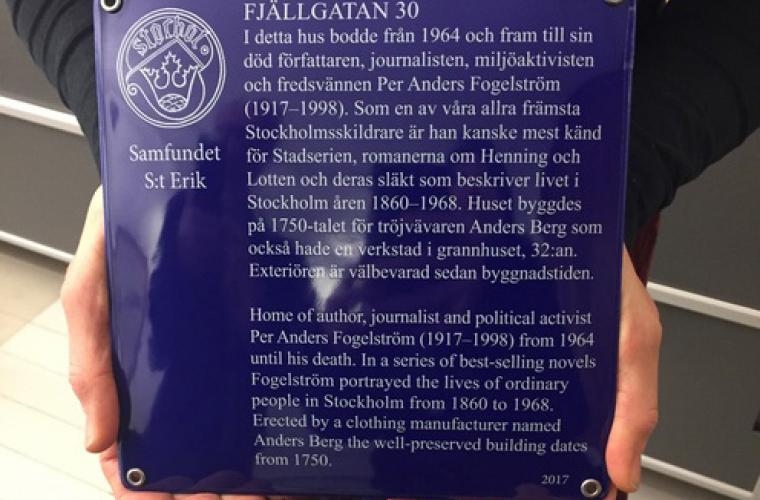 FJÄLLGATAN 30
I detta hus bodde från 1964 och fram till sin
död författaren, journalisten, miljöaktivisten
och fredsvännen Per Anders Fogelström
(1917–1998). Som en av våra allra främsta
Stockholmsskildrare är han kanske mest känd
för Stadserien, romanerna om Henning och
Lotten och deras släkt som beskriver livet i
Stockholm åren 1860–1968. Huset byggdes
på 1750-talet för tröjvävaren Anders Berg som
också hade en verkstad i grannhuset, 32:an.
Exteriören är välbevarad sedan byggnadstiden.
Home of author, journalist and political activist
Per Anders Fogelström (1917–1998) from 1964
until his death. In a series of best-selling novels
Fogelström portrayed the lives of ordinary
people in Stockholm from 1860 to 1968.
Erected by a clothing manufacturer named
Anders Berg the well-preserved building dates
from 1750.
2017
Samfundet
S:t Erik